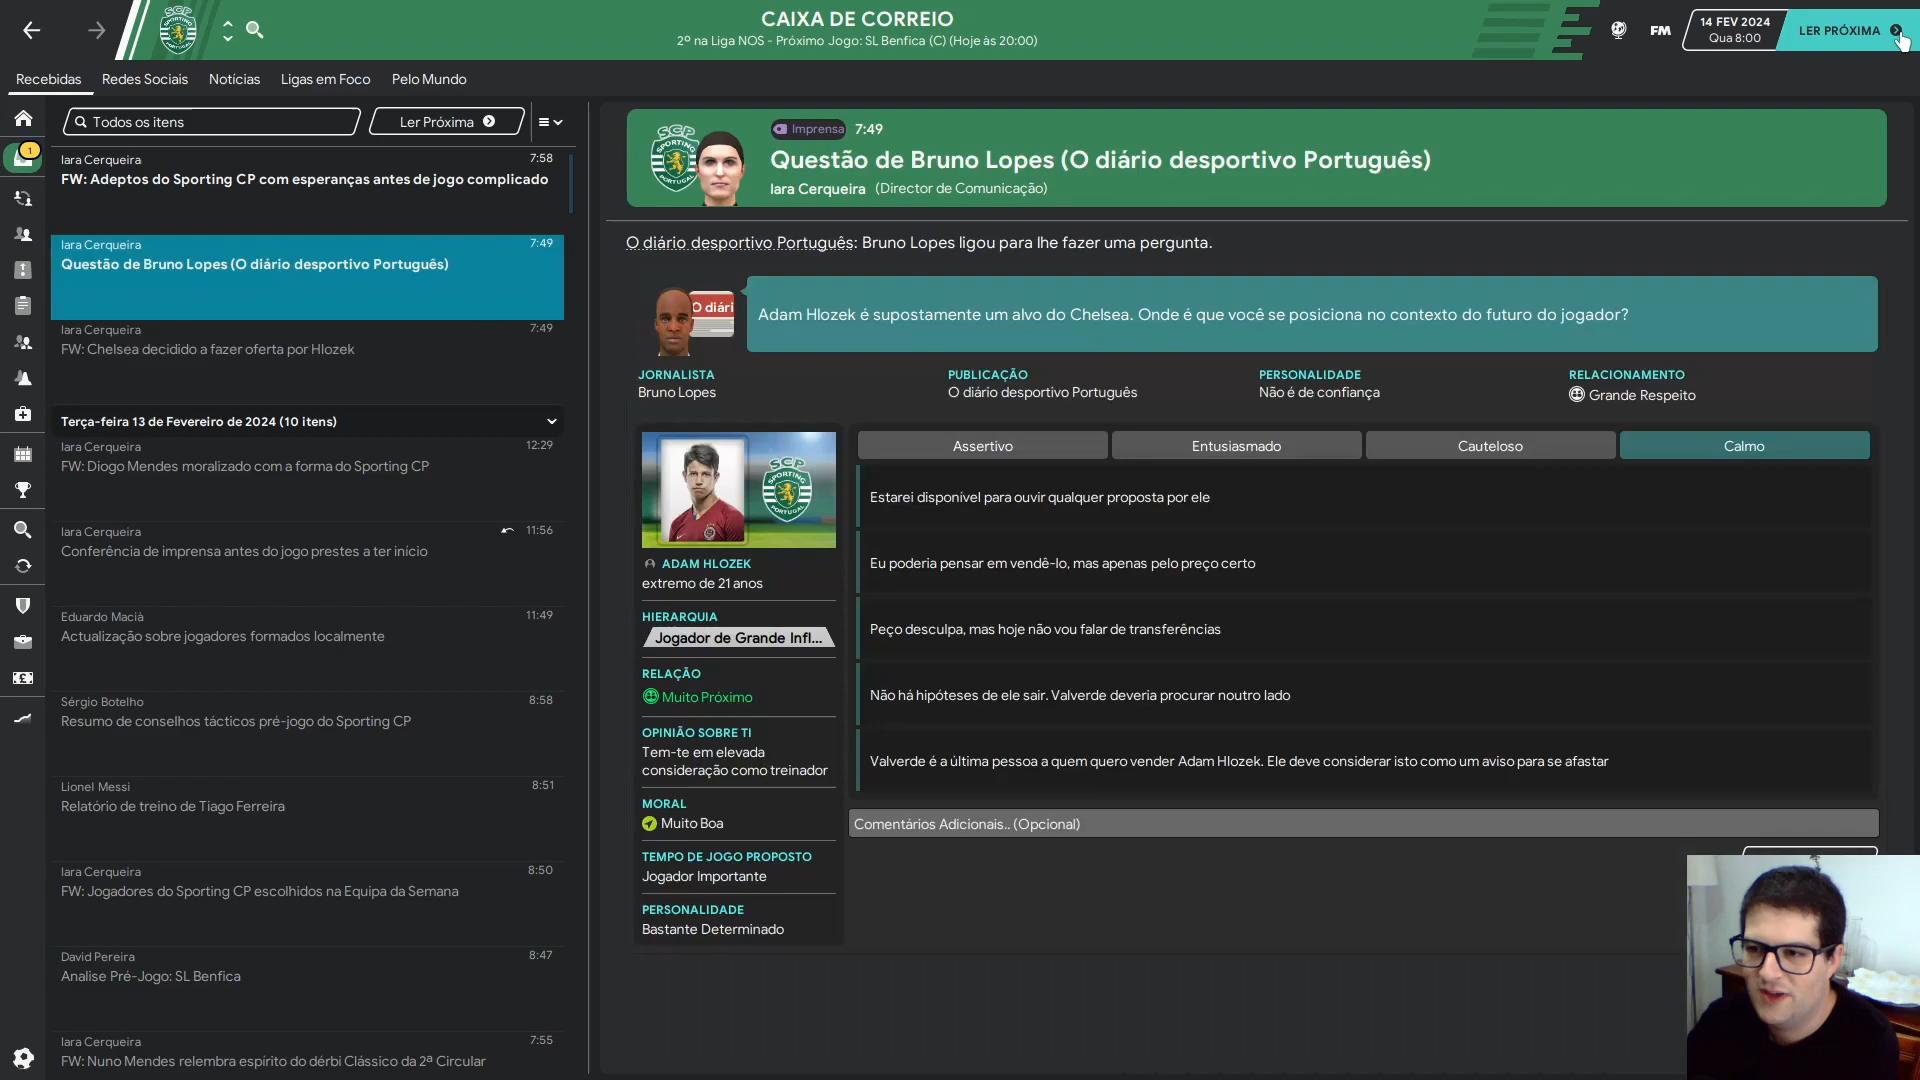 CAIXA DE CORREIO
2º na Liga NOS - Próximo Jogo: SL Benfica (C) (Hoje às 20:00)
SCP
SPORTING
PORTUGAL
FM
14 FEV 2024
Qua 8:00
LER PRÓXIMA
Recebidas
Redes Sociais
Notícias
Ligas em Foco
Pelo Mundo
Todos os itens
Ler Próxima
1
Iara Cerqueira
7:58
FW: Adeptos do Sporting CP com esperanças antes de jogo complicado
Iara Cerqueira
7:49
Questão de Bruno Lopes (O diário desportivo Português)
Iara Cerqueira
7:49
FW: Chelsea decidido a fazer oferta por Hlozek
Terça-feira 13 de Fevereiro de 2024 (10 itens)
Iara Cerqueira
12:29
FW: Diogo Mendes moralizado com a forma do Sporting CP
Iara Cerqueira
11:56
Conferência de imprensa antes do jogo prestes a ter início
Eduardo Macià
11:49
Actualização sobre jogadores formados localmente
Sérgio Botelho
8:58
Resumo de conselhos tácticos pré-jogo do Sporting CP
Lionel Messi
8:51
Relatório de treino de Tiago Ferreira
Iara Cerqueira
8:50
FW: Jogadores do Sporting CP escolhidos na Equipa da Semana
David Pereira
8:47
Analise Pré-Jogo: SL Benfica
Iara Cerqueira
7:55
FW: Nuno Mendes relembra espírito do dérbi Clássico da 2ª Circular
SCP
SPORTING
PORTUGAL
Imprensa
7:49
Questão de Bruno Lopes (O diário desportivo Português)
Iara Cerqueira (Director de Comunicação)
O diário desportivo Português: Bruno Lopes ligou para lhe fazer uma pergunta.
O diári
Adam Hlozek é supostamente um alvo do Chelsea. Onde é que você se posiciona no contexto do futuro do jogador?
JORNALISTA
Bruno Lopes
PUBLICAÇÃO
O diário desportivo Português
PERSONALIDADE
Não é de confiança
RELACIONAMENTO
Grande Respeito
SCP
SPORTING
PORTUGAL
ADAM HLOZEK
extremo de 21 anos
HIERARQUIA
Jogador de Grande Infl...
RELAÇÃO
Muito Próximo
OPINIÃO SOBRE TI
Tem-te em elevada
consideração como treinador
MORAL
Muito Boa
TEMPO DE JOGO PROPOSTO
Jogador Importante
PERSONALIDADE
Bastante Determinado
Assertivo
Entusiasmado
Cauteloso
Calmo
Estarei disponível para ouvir qualquer proposta por ele
Eu poderia pensar em vendê-lo, mas apenas pelo preço certo
Peço desculpa, mas hoje não vou falar de transferências
Não há hipóteses de ele sair. Valverde deveria procurar noutro lado
Valverde é a última pessoa a quem quero vender Adam Hlozek. Ele deve considerar isto como um aviso para se afastar
Comentários Adicionais.. (Opcional)